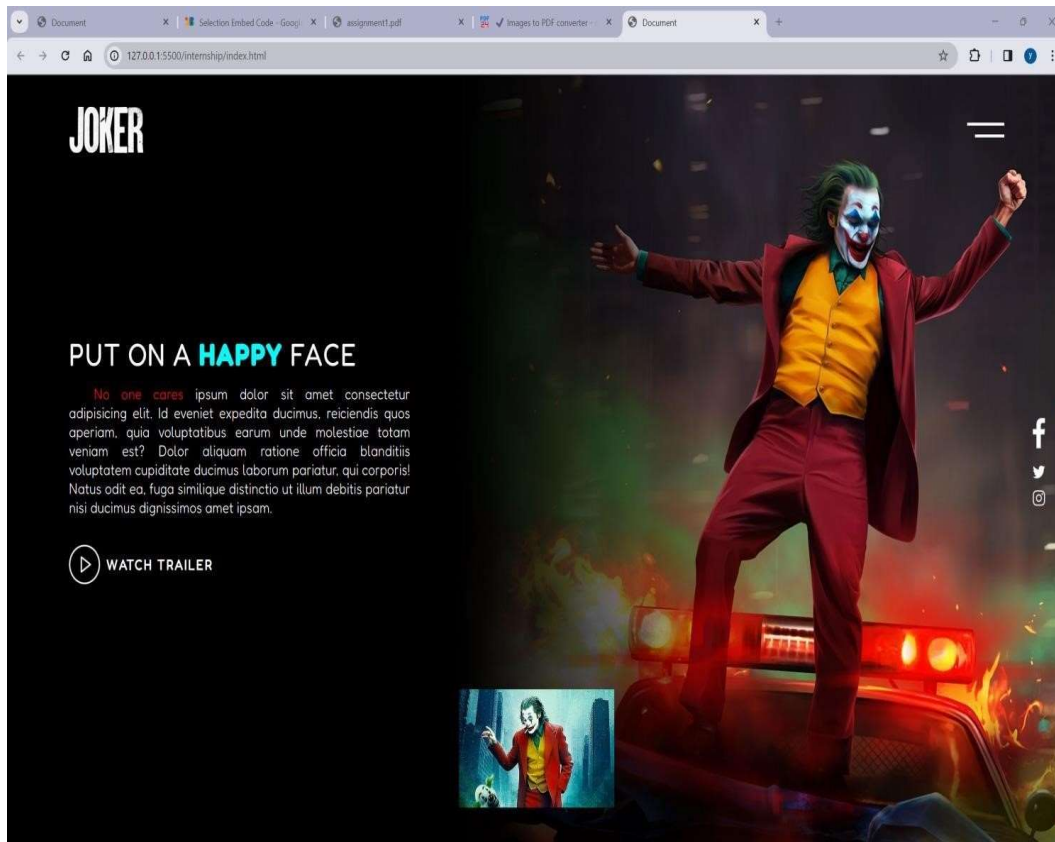 Document
Selection Embed Code - Googl
assignment1.pdf
Images to PDF converter -
Document
127.0.0.1:5500/internship/index.html
JOKER
PUT ON A HAPPY FACE
No one cares ipsum dolor sit amet consectetur
adipisicing elit. Id eveniet expedita ducimus, reiciendis quos
aperiam, quia voluptatibus earum unde molestiae totam
veniam est? Dolor aliquam ratione officia blanditiis
voluptatem cupiditate ducimus laborum pariatur, qui corporis!
Natus odit ea, fuga similique distinctio ut illum debitis pariatur
nisi ducimus dignissimos amet ipsam.
WATCH TRAILER